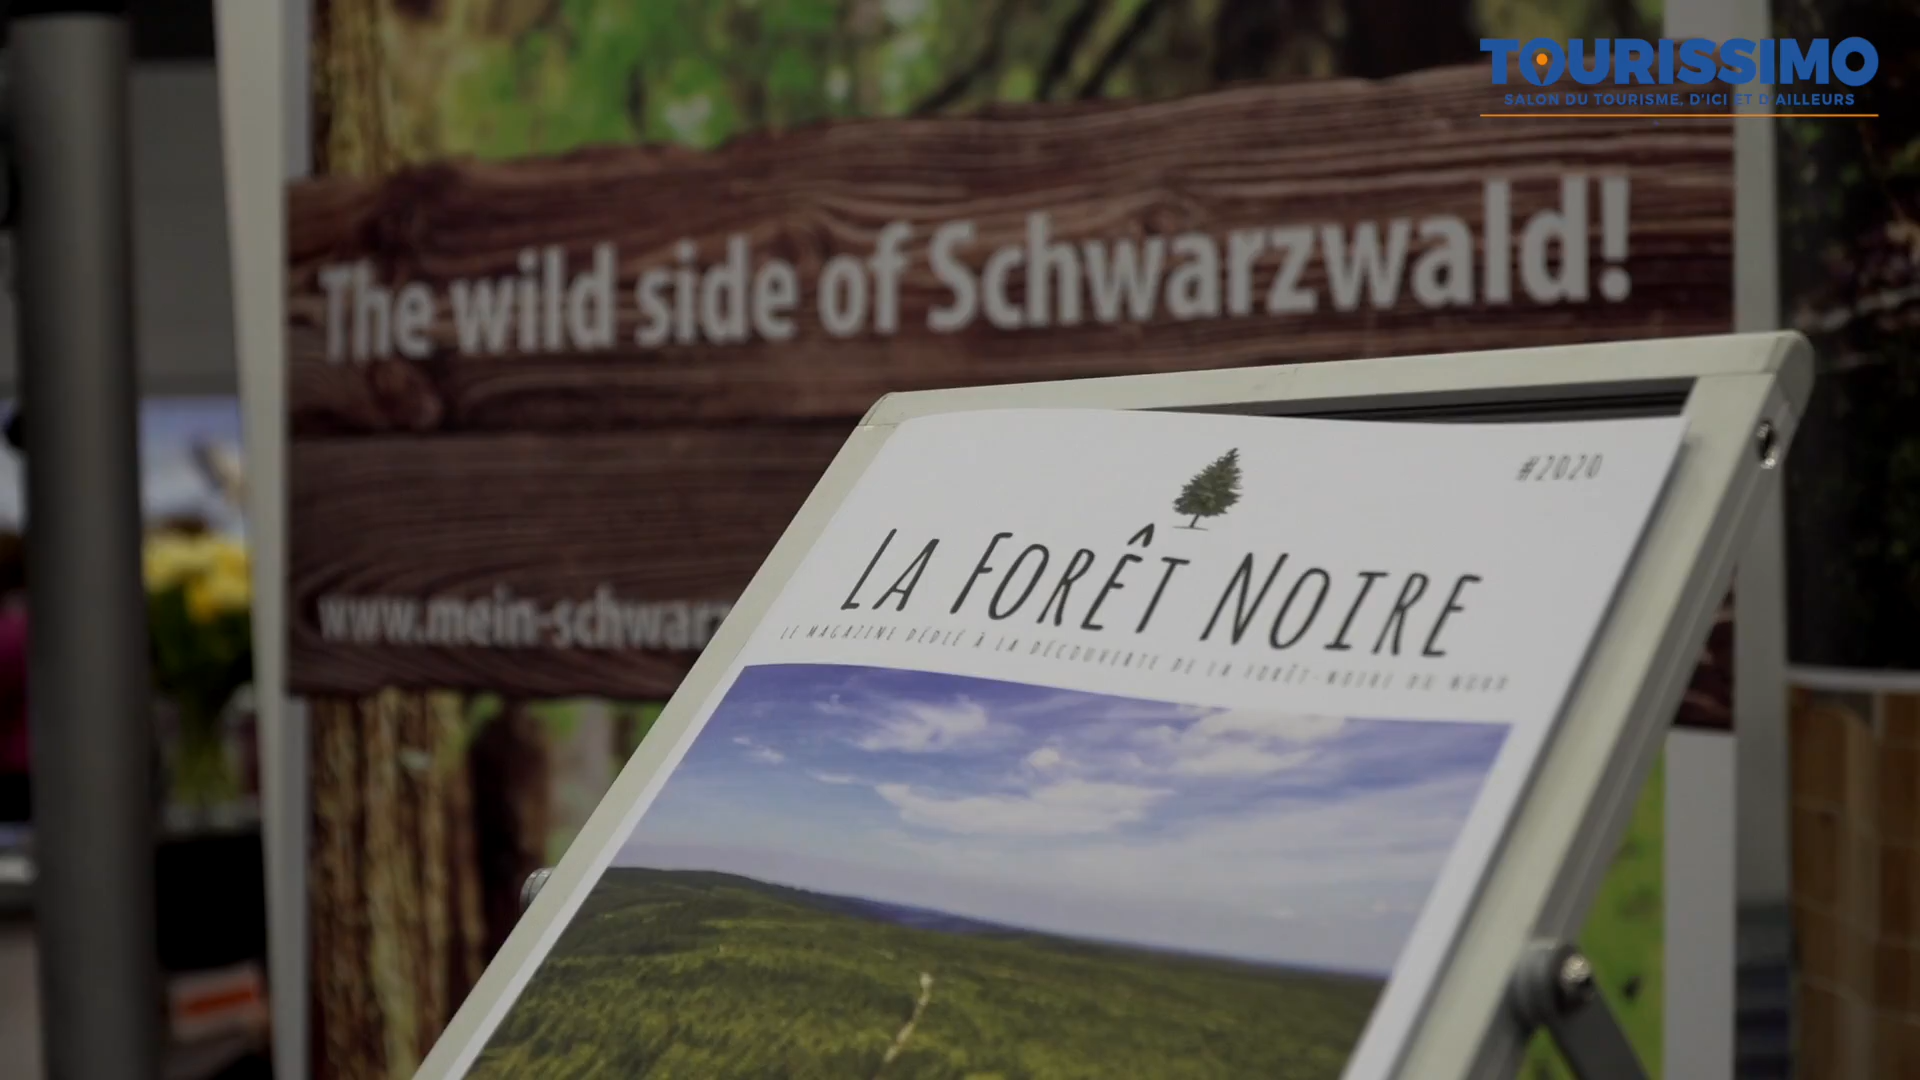 TOURISSIMO
SALON DU TOURISME, D'ICI ET D'AILLEURS
The wild side of Schwarzwald!
www.mein-schwarz
#2020
LA FORÊT NOIRE
LE MAGAZINE DÉDIÉ À LA DÉCOUVERTE DE LA FORÊT-NOIRE DU NORD